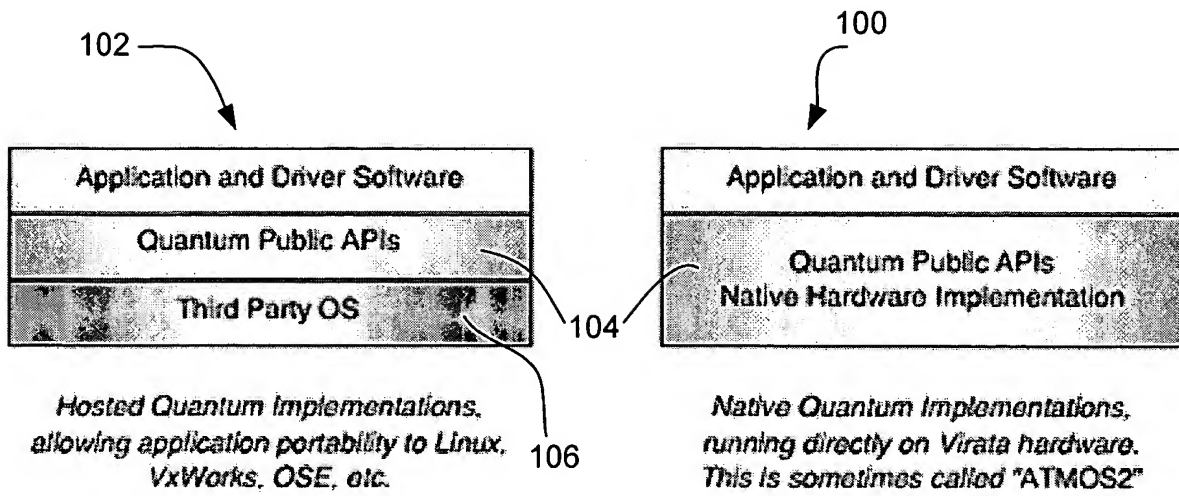 102
100
Application and Driver Software
Quantum Public APIs
Third Party OS
Application and Driver Software
Quantum Public APIs
Native Hardware Implementation
104
106
Hosted Quantum Implementations,
allowing application portability to Linux,
VxWorks, OSE, etc.
Native Quantum Implementations,
running directly on Virata hardware.
This is sometimes called "ATMOS2"